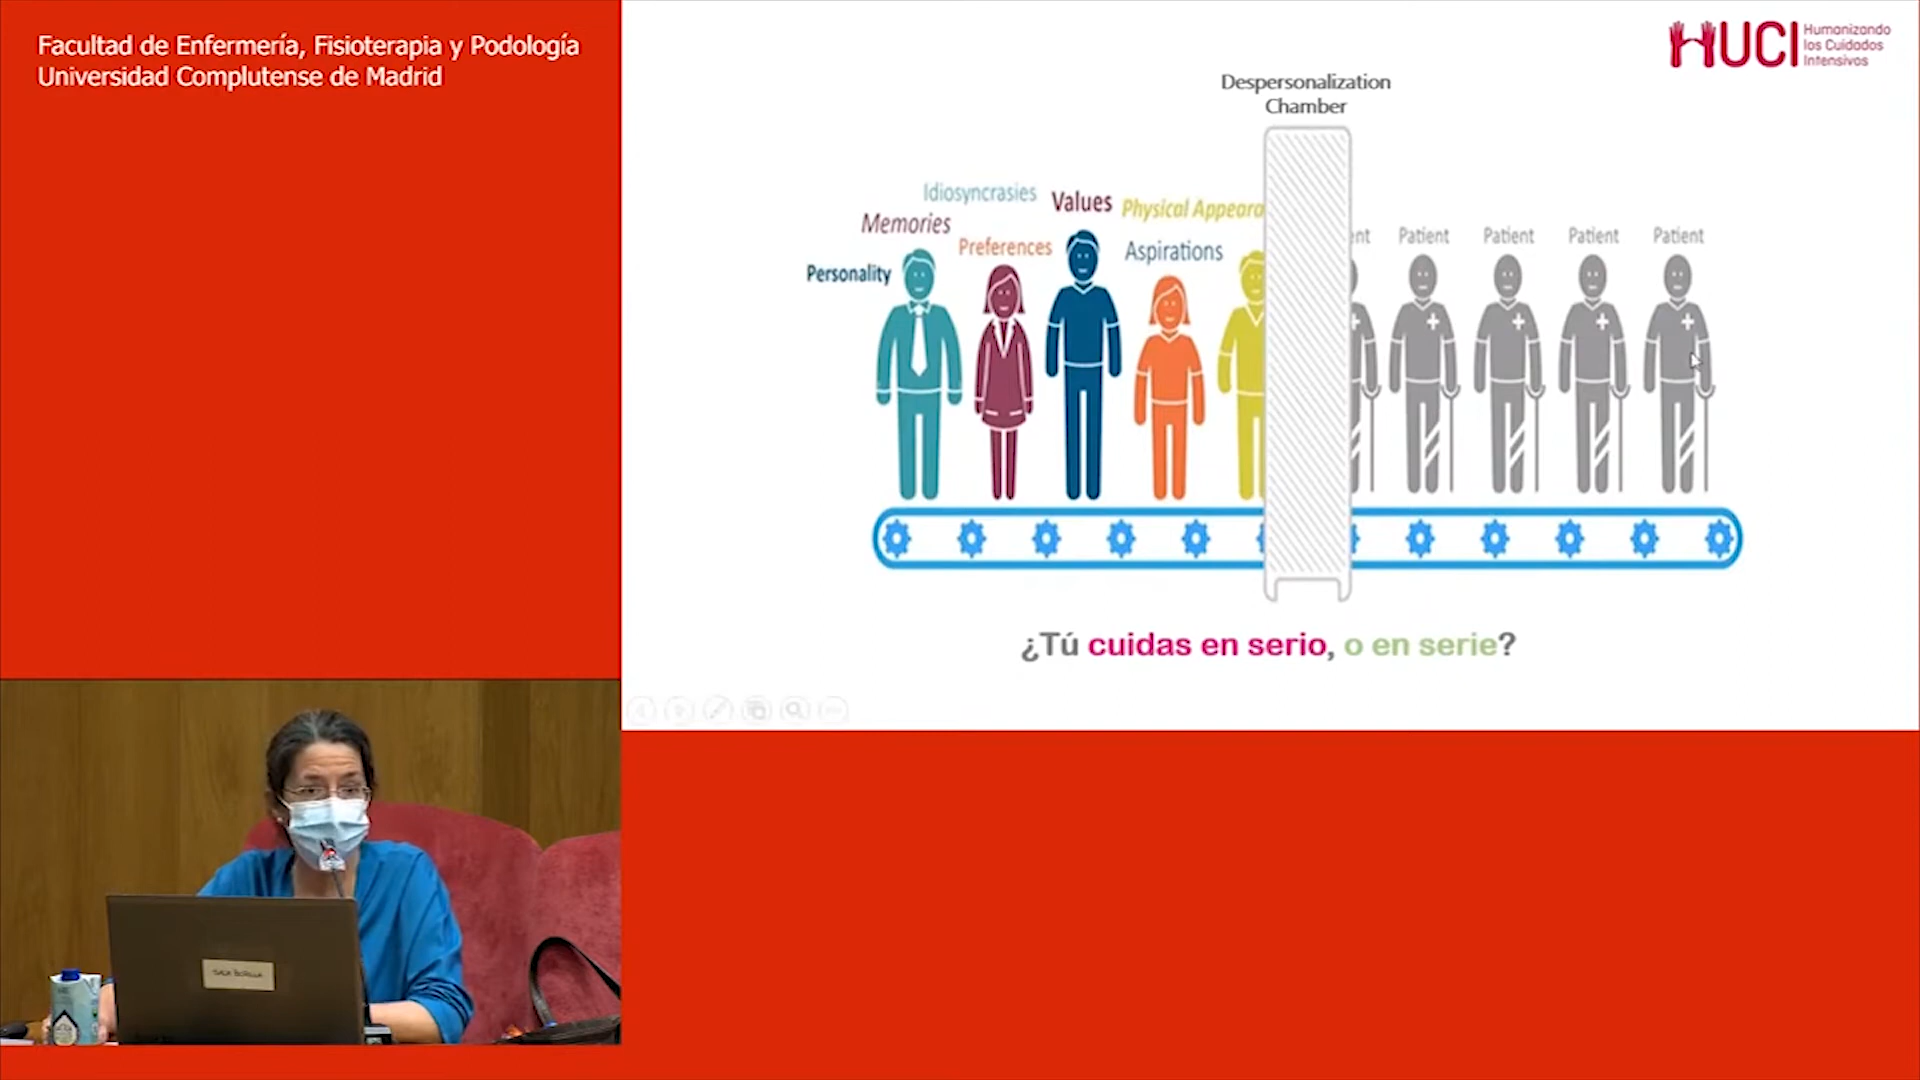 Facultad de Enfermería, Fisioterapia y Podología
Universidad Complutense de Madrid
HUCI
Humanizando
los Cuidados
Intensivos
Despersonalization
Chamber
Idiosyncrasies
Memories
Values
Physical Appeara
Preferences
Aspirations
Personality
ent
Patient
Patient
Patient
Patient
¿Tú cuidas en serio, o en serie?